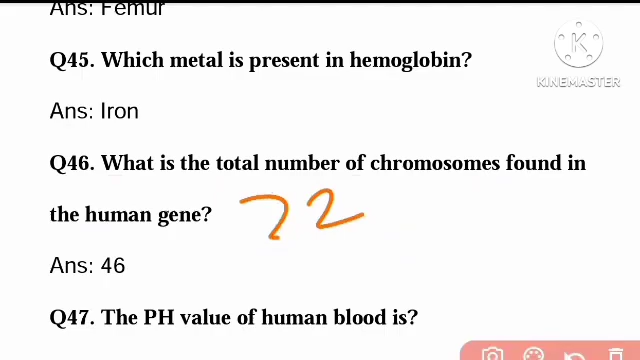 Ans: Femur
Q45. Which metal is present in hemoglobin?
KINEMASTER
Ans: Iron
Q46. What is the total number of chromosomes found in
the human gene? 72
Ans: 46
Q47. The PH value of human blood is?